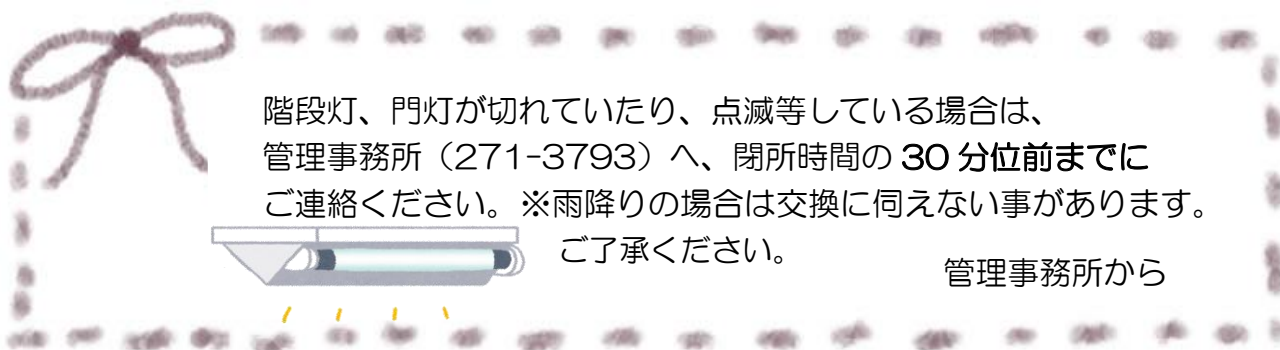 階段灯、門灯が切れていたり、点滅等している場合は、
管理事務所（271-3793）へ、閉所時間の 30 分位前までに
ご連絡ください。※雨降りの場合は交換に伺えない事があります。
ご了承ください。
管理事務所から